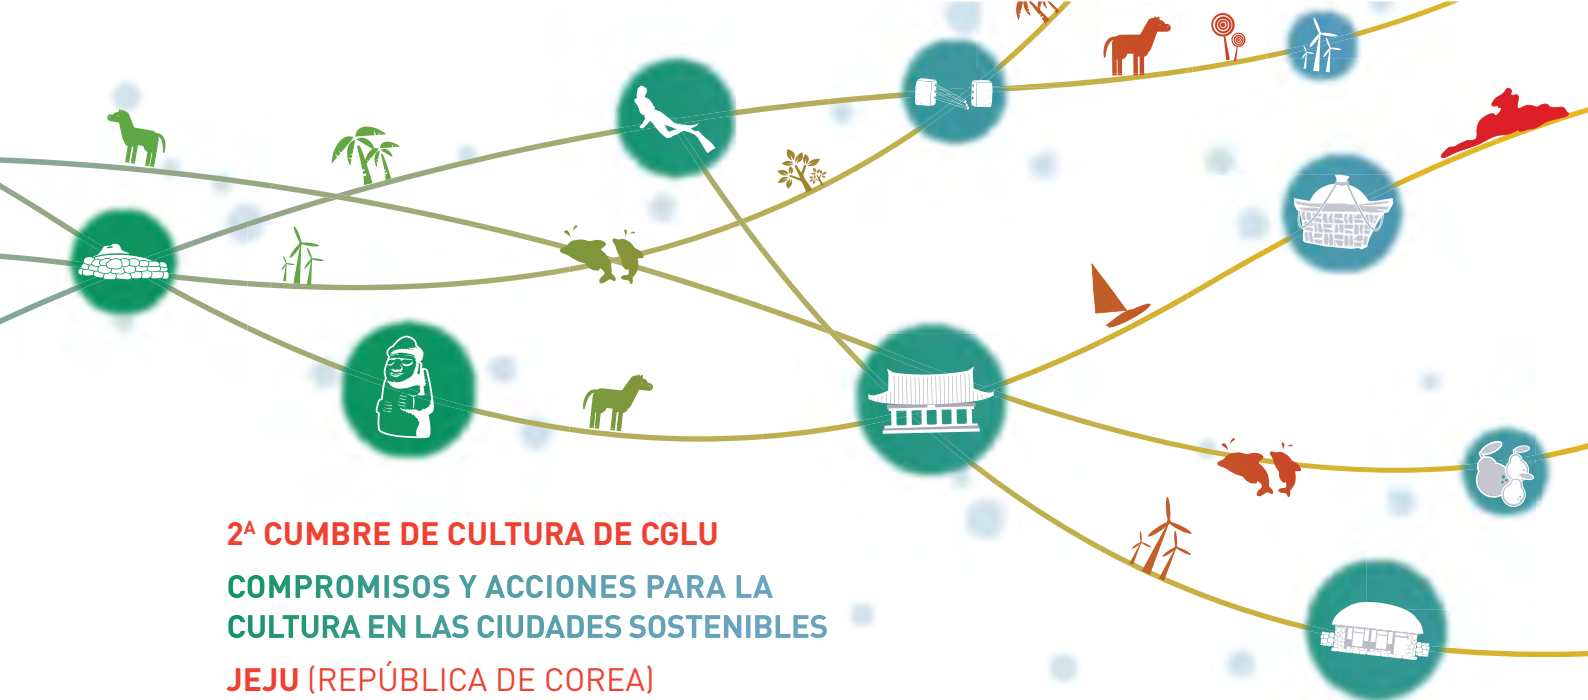 2ª CUMBRE DE CULTURA DE CGLU
COMPROMISOS Y ACCIONES PARA LA
CULTURA EN LAS CIUDADES SOSTENIBLES
JEJU (REPÚBLICA DE COREA)